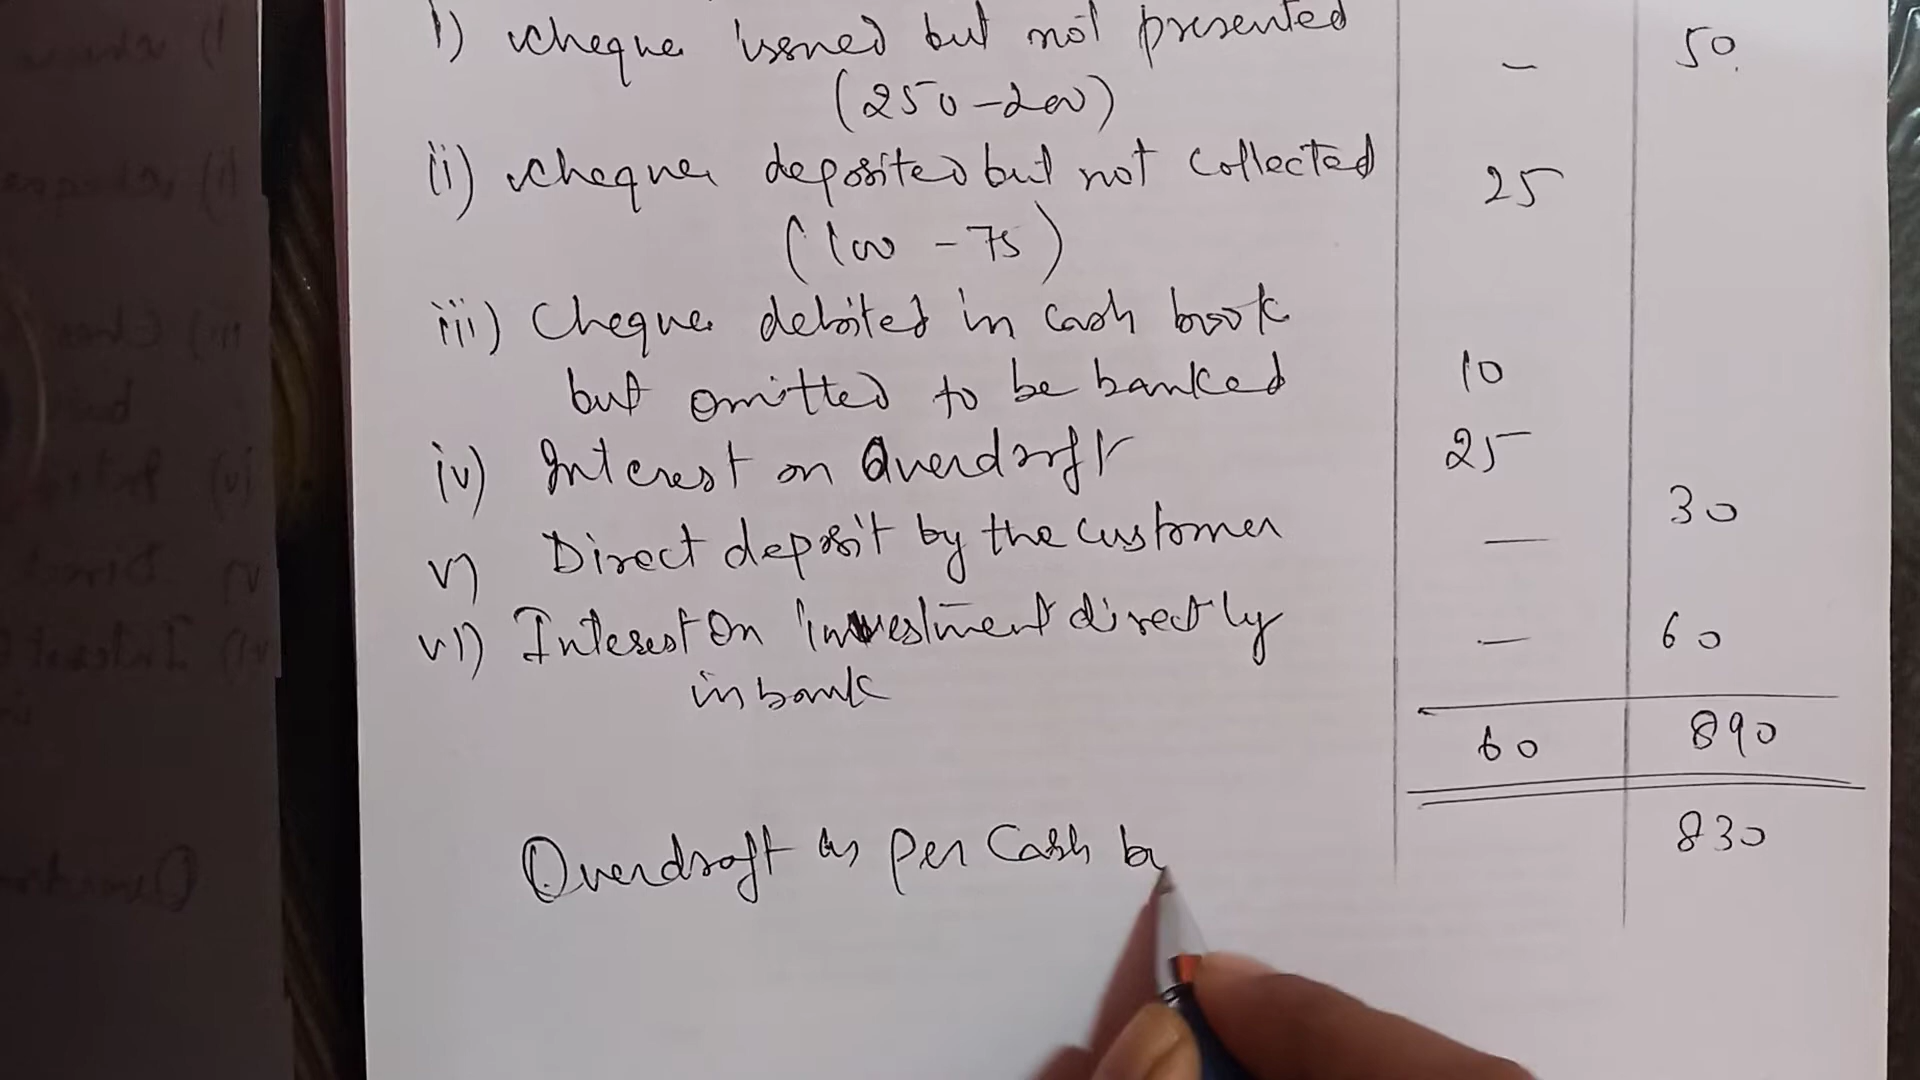 i) cheque issued but not presented - 50
(250-200)
ii) cheque deposited but not collected 25
(100 - 75)
iii) Cheque debited in cash book
but omitted to be banked 10
iv) Interest on Overdraft 25
v) Direct deposit by the customer — 30
vi) Interest On investment directly — 60
in bank
60 890
830
Overdraft as per Cash b